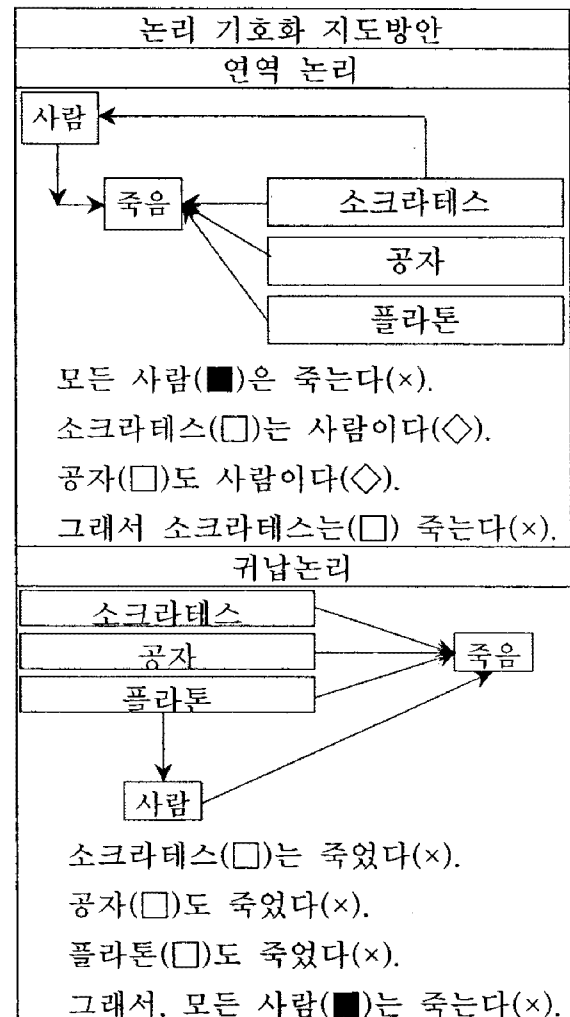 논리 기호화 지도방안
연역 논리
사람
죽음
소크라테스
공자
플라톤
모든 사람(■)은 죽는다(×).
소크라테스(□)는 사람이다(◇).
공자(□)도 사람이다(◇).
그래서 소크라테스는(□) 죽는다(×).
귀납논리
소크라테스
공자
플라톤
죽음
사람
소크라테스(□)는 죽었다(×).
공자(□)도 죽었다(×).
플라톤(□)도 죽었다(×).
그래서, 모든 사람(■)는 죽는다(×).